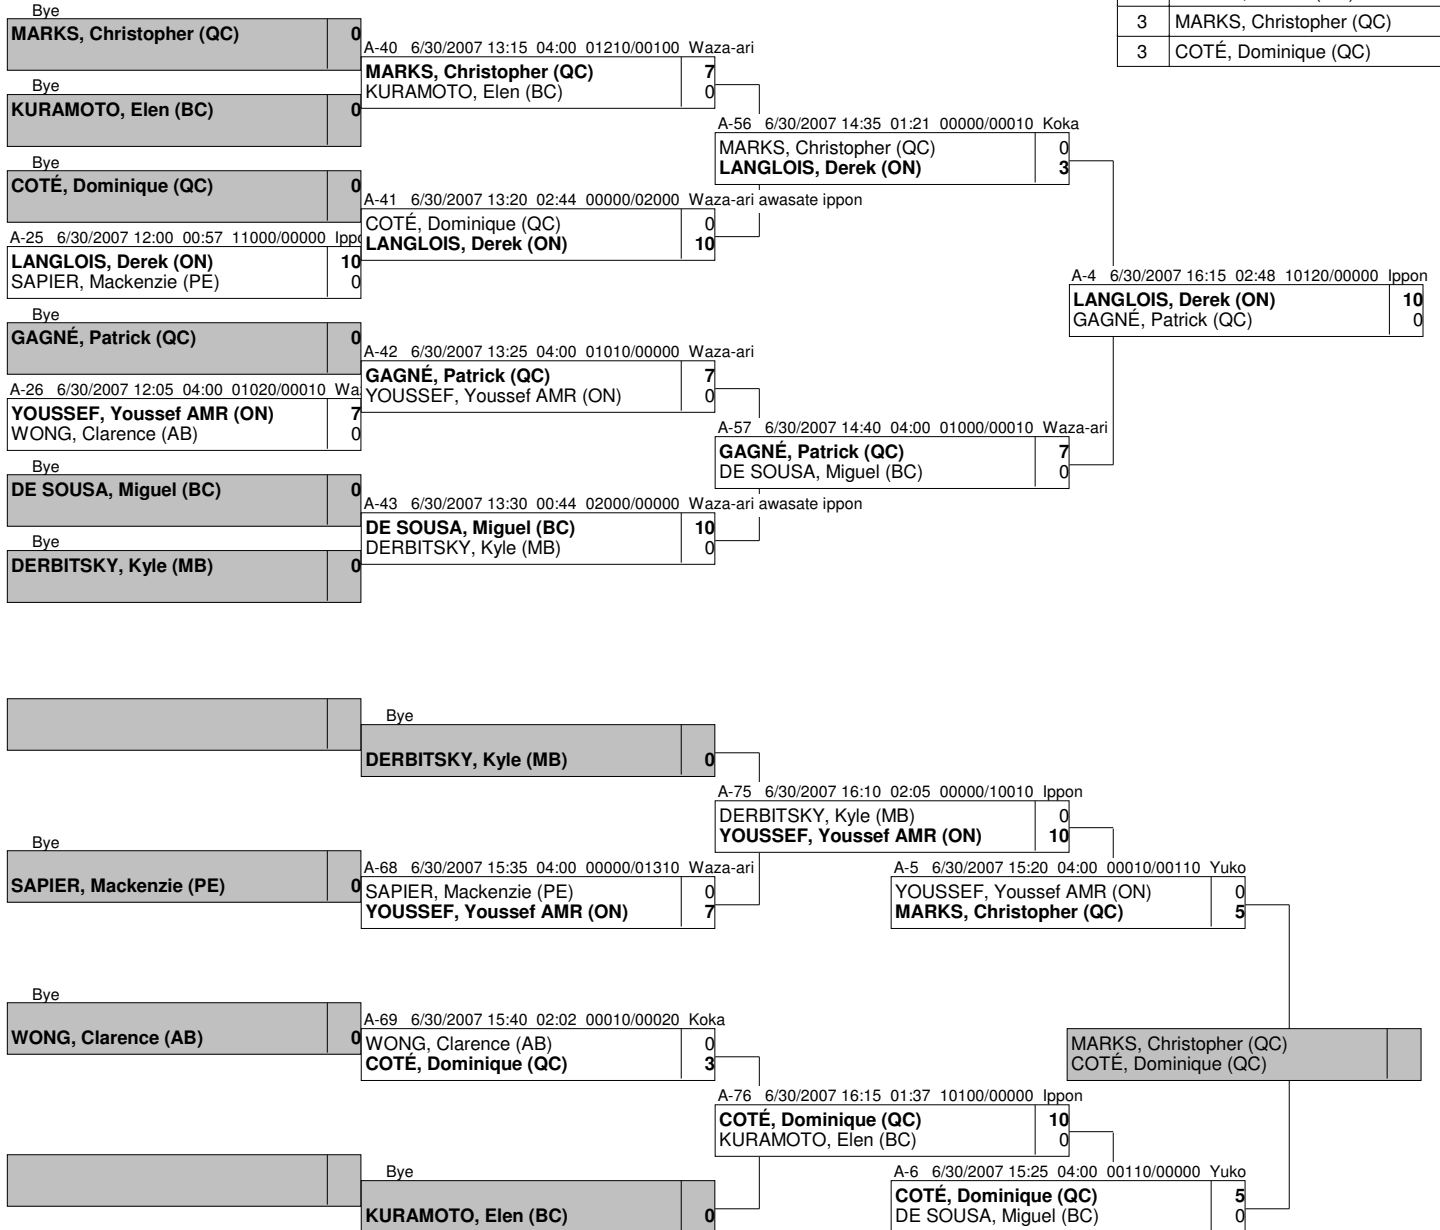 Bye
MARKS, Christopher (QC) 0
3 MARKS, Christopher (QC)
3 COTÉ, Dominique (QC)
A-40 6/30/2007 13:15 04:00 01210/00100 Waza-ari
MARKS, Christopher (QC) 7
KURAMOTO, Elen (BC) 0
Bye
KURAMOTO, Elen (BC) 0
A-56 6/30/2007 14:35 01:21 00000/00010 Koka
MARKS, Christopher (QC) 0
LANGLOIS, Derek (ON) 3
Bye
COTÉ, Dominique (QC) 0
A-41 6/30/2007 13:20 02:44 00000/02000 Waza-ari awasate ippon
COTÉ, Dominique (QC) 0
LANGLOIS, Derek (ON) 10
A-25 6/30/2007 12:00 00:57 11000/00000 Ippo
LANGLOIS, Derek (ON) 10
SAPIER, Mackenzie (PE) 0
A-4 6/30/2007 16:15 02:48 10120/00000 Ippon
LANGLOIS, Derek (ON) 10
GAGNÉ, Patrick (QC) 0
Bye
GAGNÉ, Patrick (QC) 0
A-42 6/30/2007 13:25 04:00 01010/00000 Waza-ari
GAGNÉ, Patrick (QC) 7
YOUSSEF, Youssef AMR (ON) 0
A-26 6/30/2007 12:05 04:00 01020/00010 Wa
YOUSSEF, Youssef AMR (ON) 7
WONG, Clarence (AB) 0
A-57 6/30/2007 14:40 04:00 01000/00010 Waza-ari
GAGNÉ, Patrick (QC) 7
DE SOUSA, Miguel (BC) 0
Bye
DE SOUSA, Miguel (BC) 0
A-43 6/30/2007 13:30 00:44 02000/00000 Waza-ari awasate ippon
DE SOUSA, Miguel (BC) 10
DERBITSKY, Kyle (MB) 0
Bye
DERBITSKY, Kyle (MB) 0
Bye
DERBITSKY, Kyle (MB) 0
A-75 6/30/2007 16:10 02:05 00000/10010 Ippon
DERBITSKY, Kyle (MB) 0
YOUSSEF, Youssef AMR (ON) 10
Bye
SAPIER, Mackenzie (PE) 0
A-68 6/30/2007 15:35 04:00 00000/01310 Waza-ari
SAPIER, Mackenzie (PE) 0
YOUSSEF, Youssef AMR (ON) 7
A-5 6/30/2007 15:20 04:00 00010/00110 Yuko
YOUSSEF, Youssef AMR (ON) 0
MARKS, Christopher (QC) 5
Bye
WONG, Clarence (AB) 0
A-69 6/30/2007 15:40 02:02 00010/00020 Koka
WONG, Clarence (AB) 0
COTÉ, Dominique (QC) 3
MARKS, Christopher (QC)
COTÉ, Dominique (QC)
A-76 6/30/2007 16:15 01:37 10100/00000 Ippon
COTÉ, Dominique (QC) 10
KURAMOTO, Elen (BC) 0
Bye
KURAMOTO, Elen (BC) 0
A-6 6/30/2007 15:25 04:00 00110/00000 Yuko
COTÉ, Dominique (QC) 5
DE SOUSA, Miguel (BC) 0